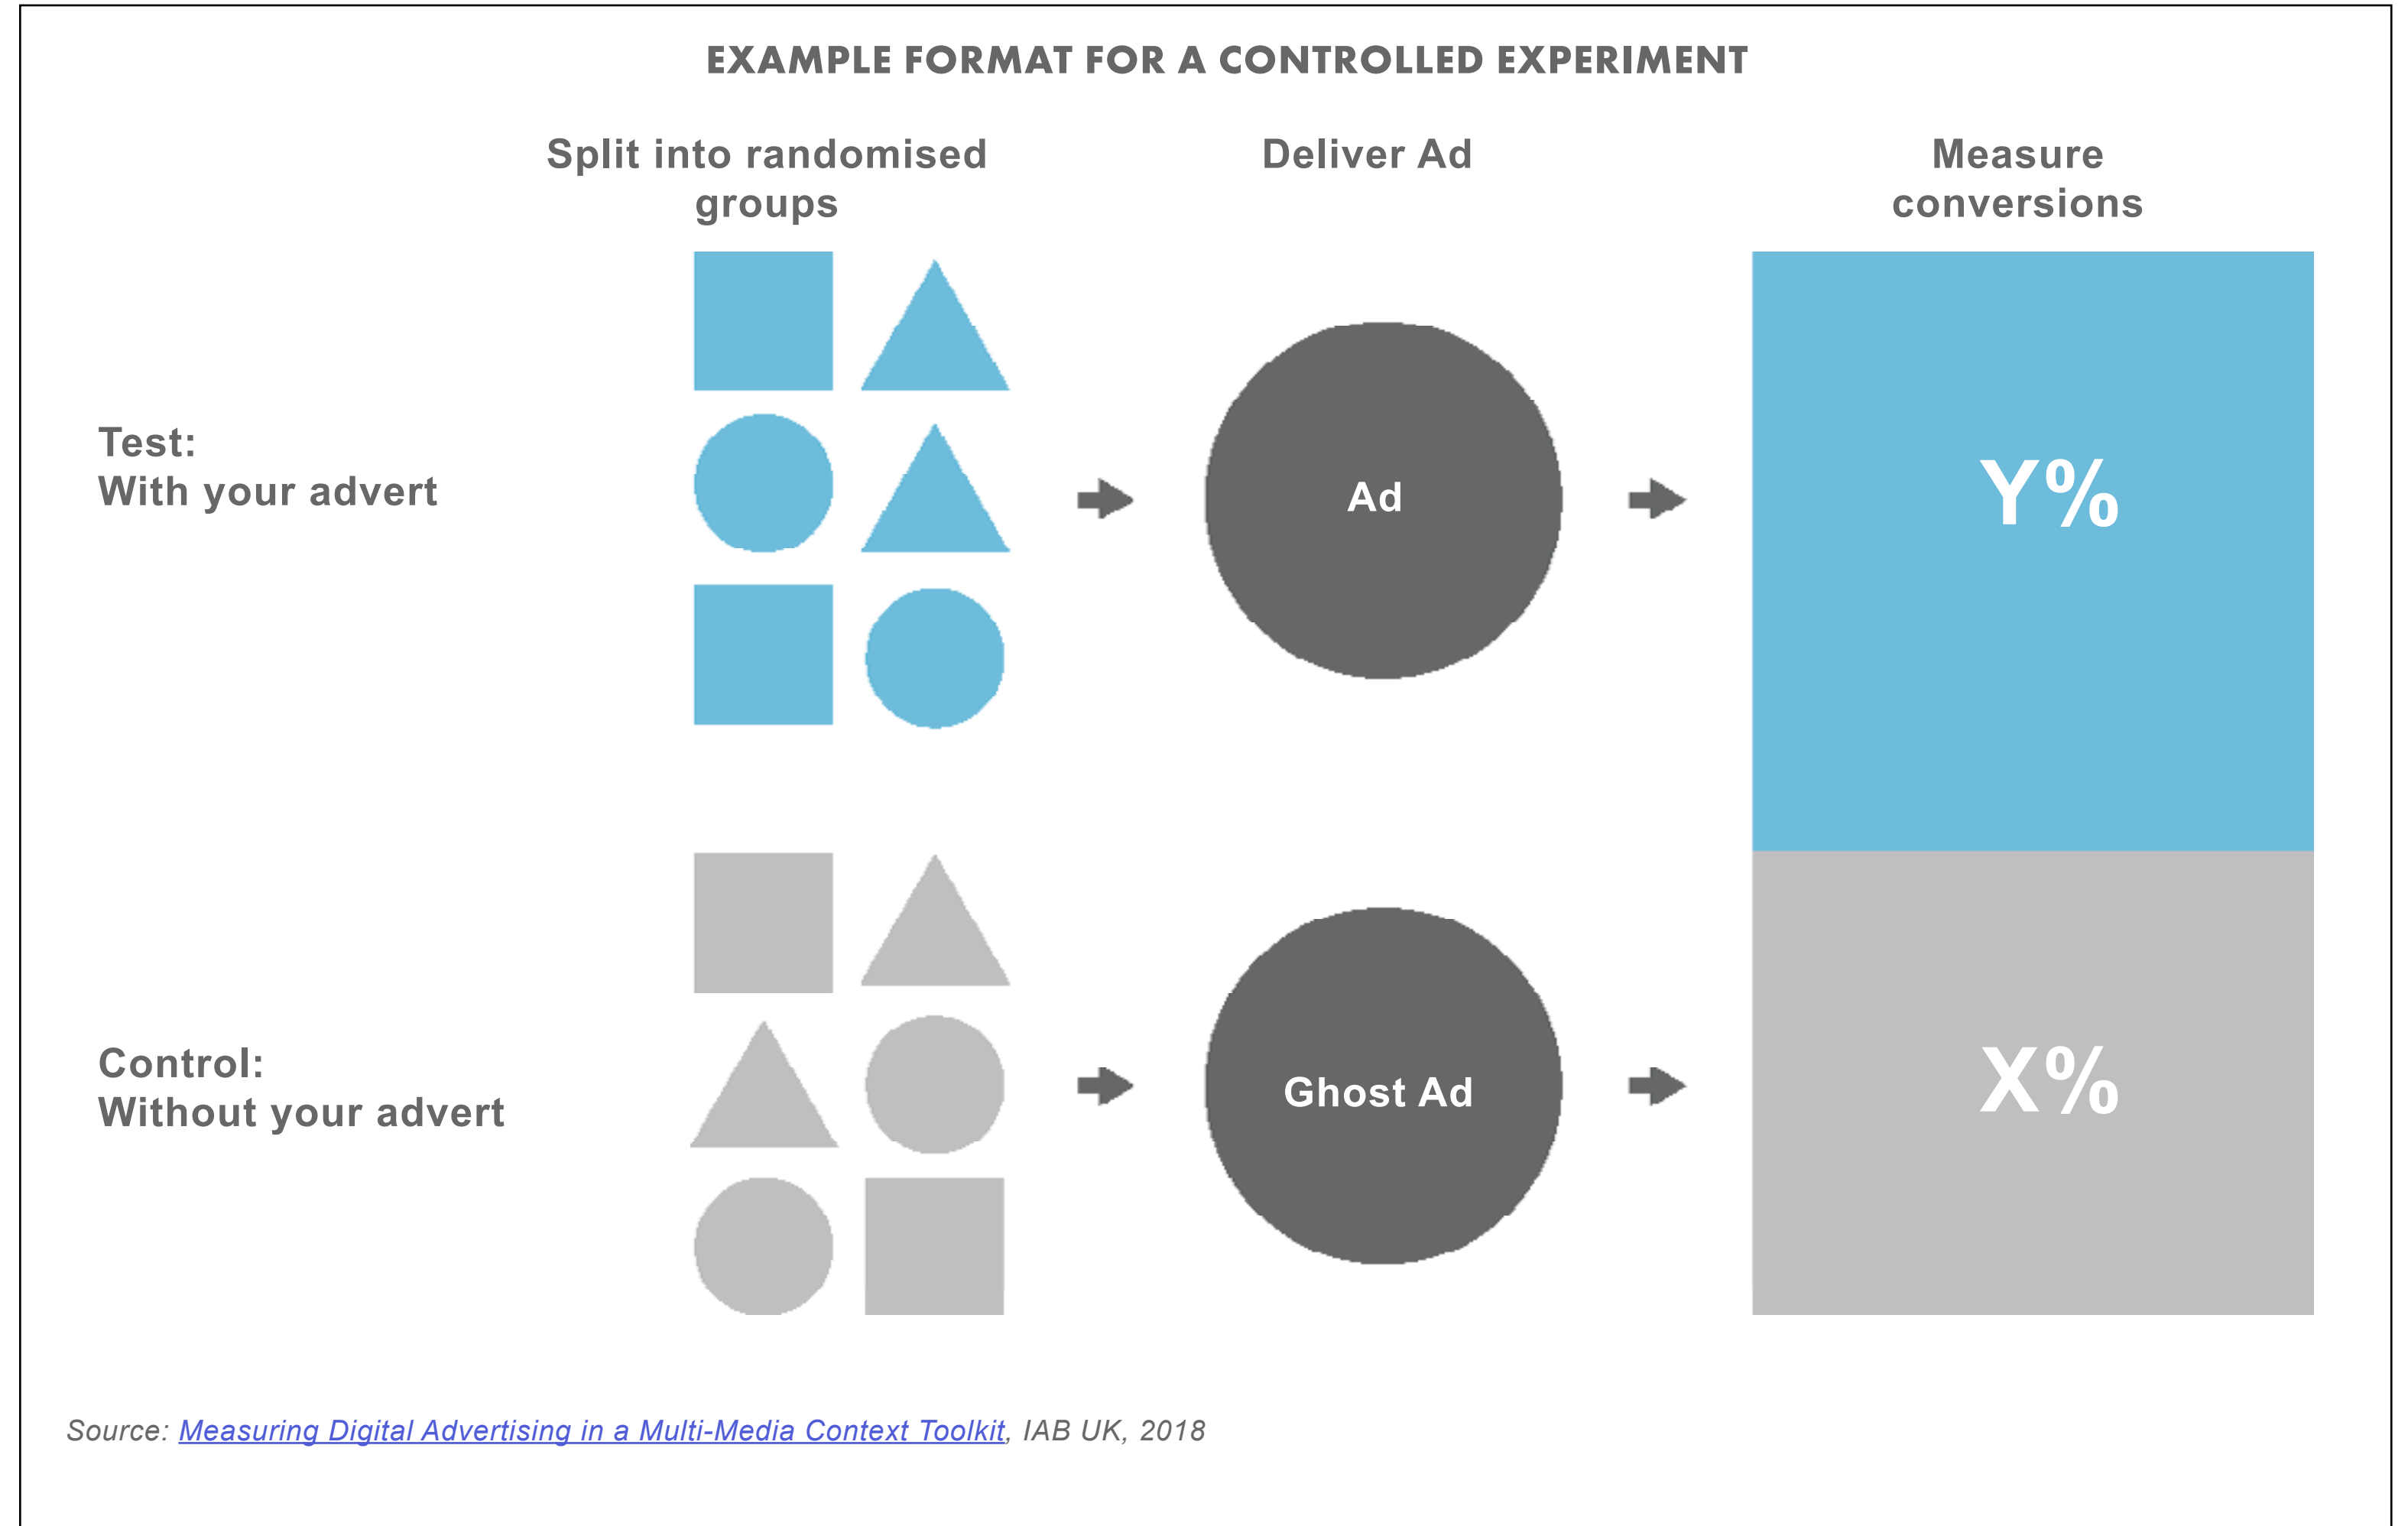 EXAMPLE FORMAT FOR A CONTROLLED EXPERIMENT
Split into randomised
groups
Deliver Ad
Measure
conversions
Test:
With your advert
Ad
Y%
Control:
Without your advert
Ghost Ad
X%
Source: Measuring Digital Advertising in a Multi-Media Context Toolkit, IAB UK, 2018